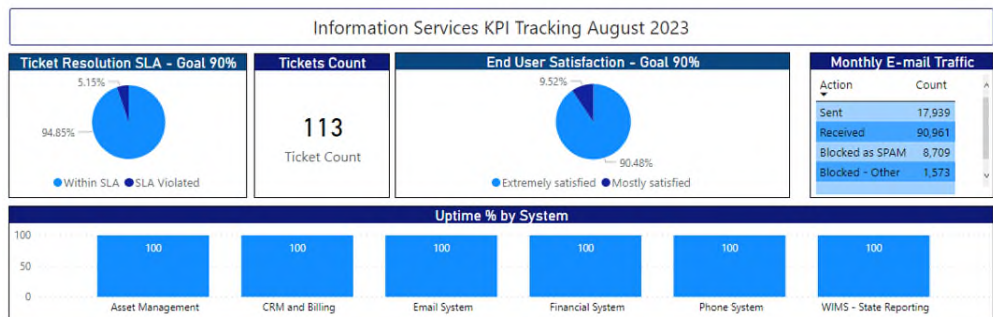 Information Services KPI Tracking August 2023
Ticket Resolution SLA - Goal 90%
5.15%
94.85%
Within SLA SLA Violated
Tickets Count
113
Ticket Count
End User Satisfaction - Goal 90%
9.52%
90.48%
Extremely satisfied Mostly satisfied
Monthly E-mail Traffic
Action Count
Sent 17,939
Received 90,961
Blocked as SPAM 8,709
Blocked - Other 1,573
Uptime % by System
100
50
0
100 100 100 100 100 100
Asset Management CRM and Billing Email System Financial System Phone System WIMS - State Reporting